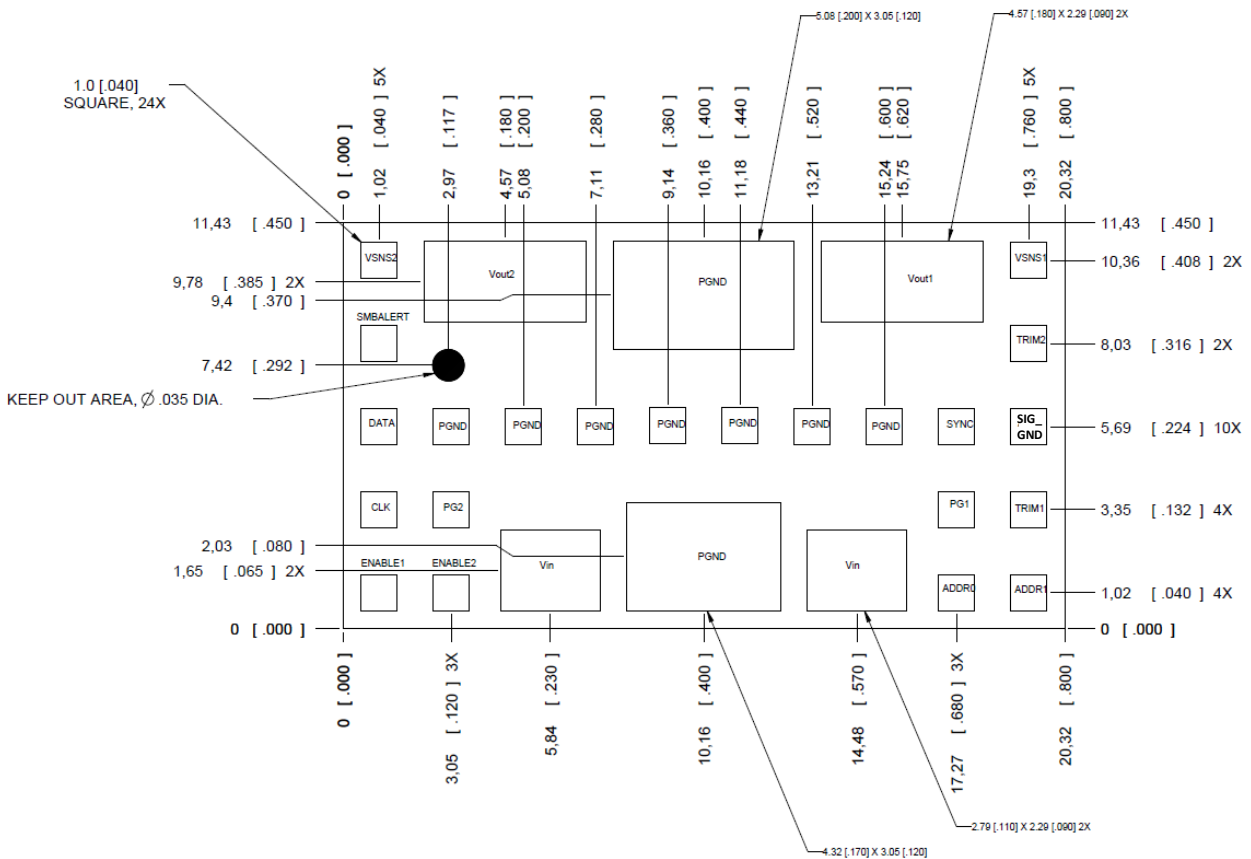 5.08 [.200] X 3.05 [.120]
4.57 [.180] X 2.29 [.090] 2X
1.0 [.040]
SQUARE, 24X
0 [ .000 ]
1,02 [ .040 ] 5X
2,97 [ .117 ]
4,57 [ .180 ]
5,08 [ .200 ]
7,11 [ .280 ]
9,14 [ .360 ]
10,16 [ .400 ]
11,18 [ .440 ]
13,21 [ .520 ]
15,24 [ .600 ]
15,75 [ .620 ]
19,3 [ .760 ] 5X
20,32 [ .800 ]
11,43 [ .450 ]
11,43 [ .450 ]
VSNS2
Vout2
PGND
Vout1
VSNS1
10,36 [ .408 ] 2X
9,78 [ .385 ] 2X
9,4 [ .370 ]
SMBALERT
TRIM2
8,03 [ .316 ] 2X
7,42 [ .292 ]
KEEP OUT AREA, Ø .035 DIA.
DATA
PGND
PGND
PGND
PGND
PGND
PGND
PGND
SYNC
SIG_
GND
5,69 [ .224 ] 10X
CLK
PG2
PG1
TRIM1
3,35 [ .132 ] 4X
2,03 [ .080 ]
1,65 [ .065 ] 2X
ENABLE1
ENABLE2
Vin
PGND
Vin
ADDR0
ADDR1
1,02 [ .040 ] 4X
0 [ .000 ]
0 [ .000 ]
0 [ .000 ]
3,05 [ .120 ] 3X
5,84 [ .230 ]
10,16 [ .400 ]
14,48 [ .570 ]
17,27 [ .680 ] 3X
20,32 [ .800 ]
2.79 [.110] X 2.29 [.090] 2X
4.32 [.170] X 3.05 [.120]